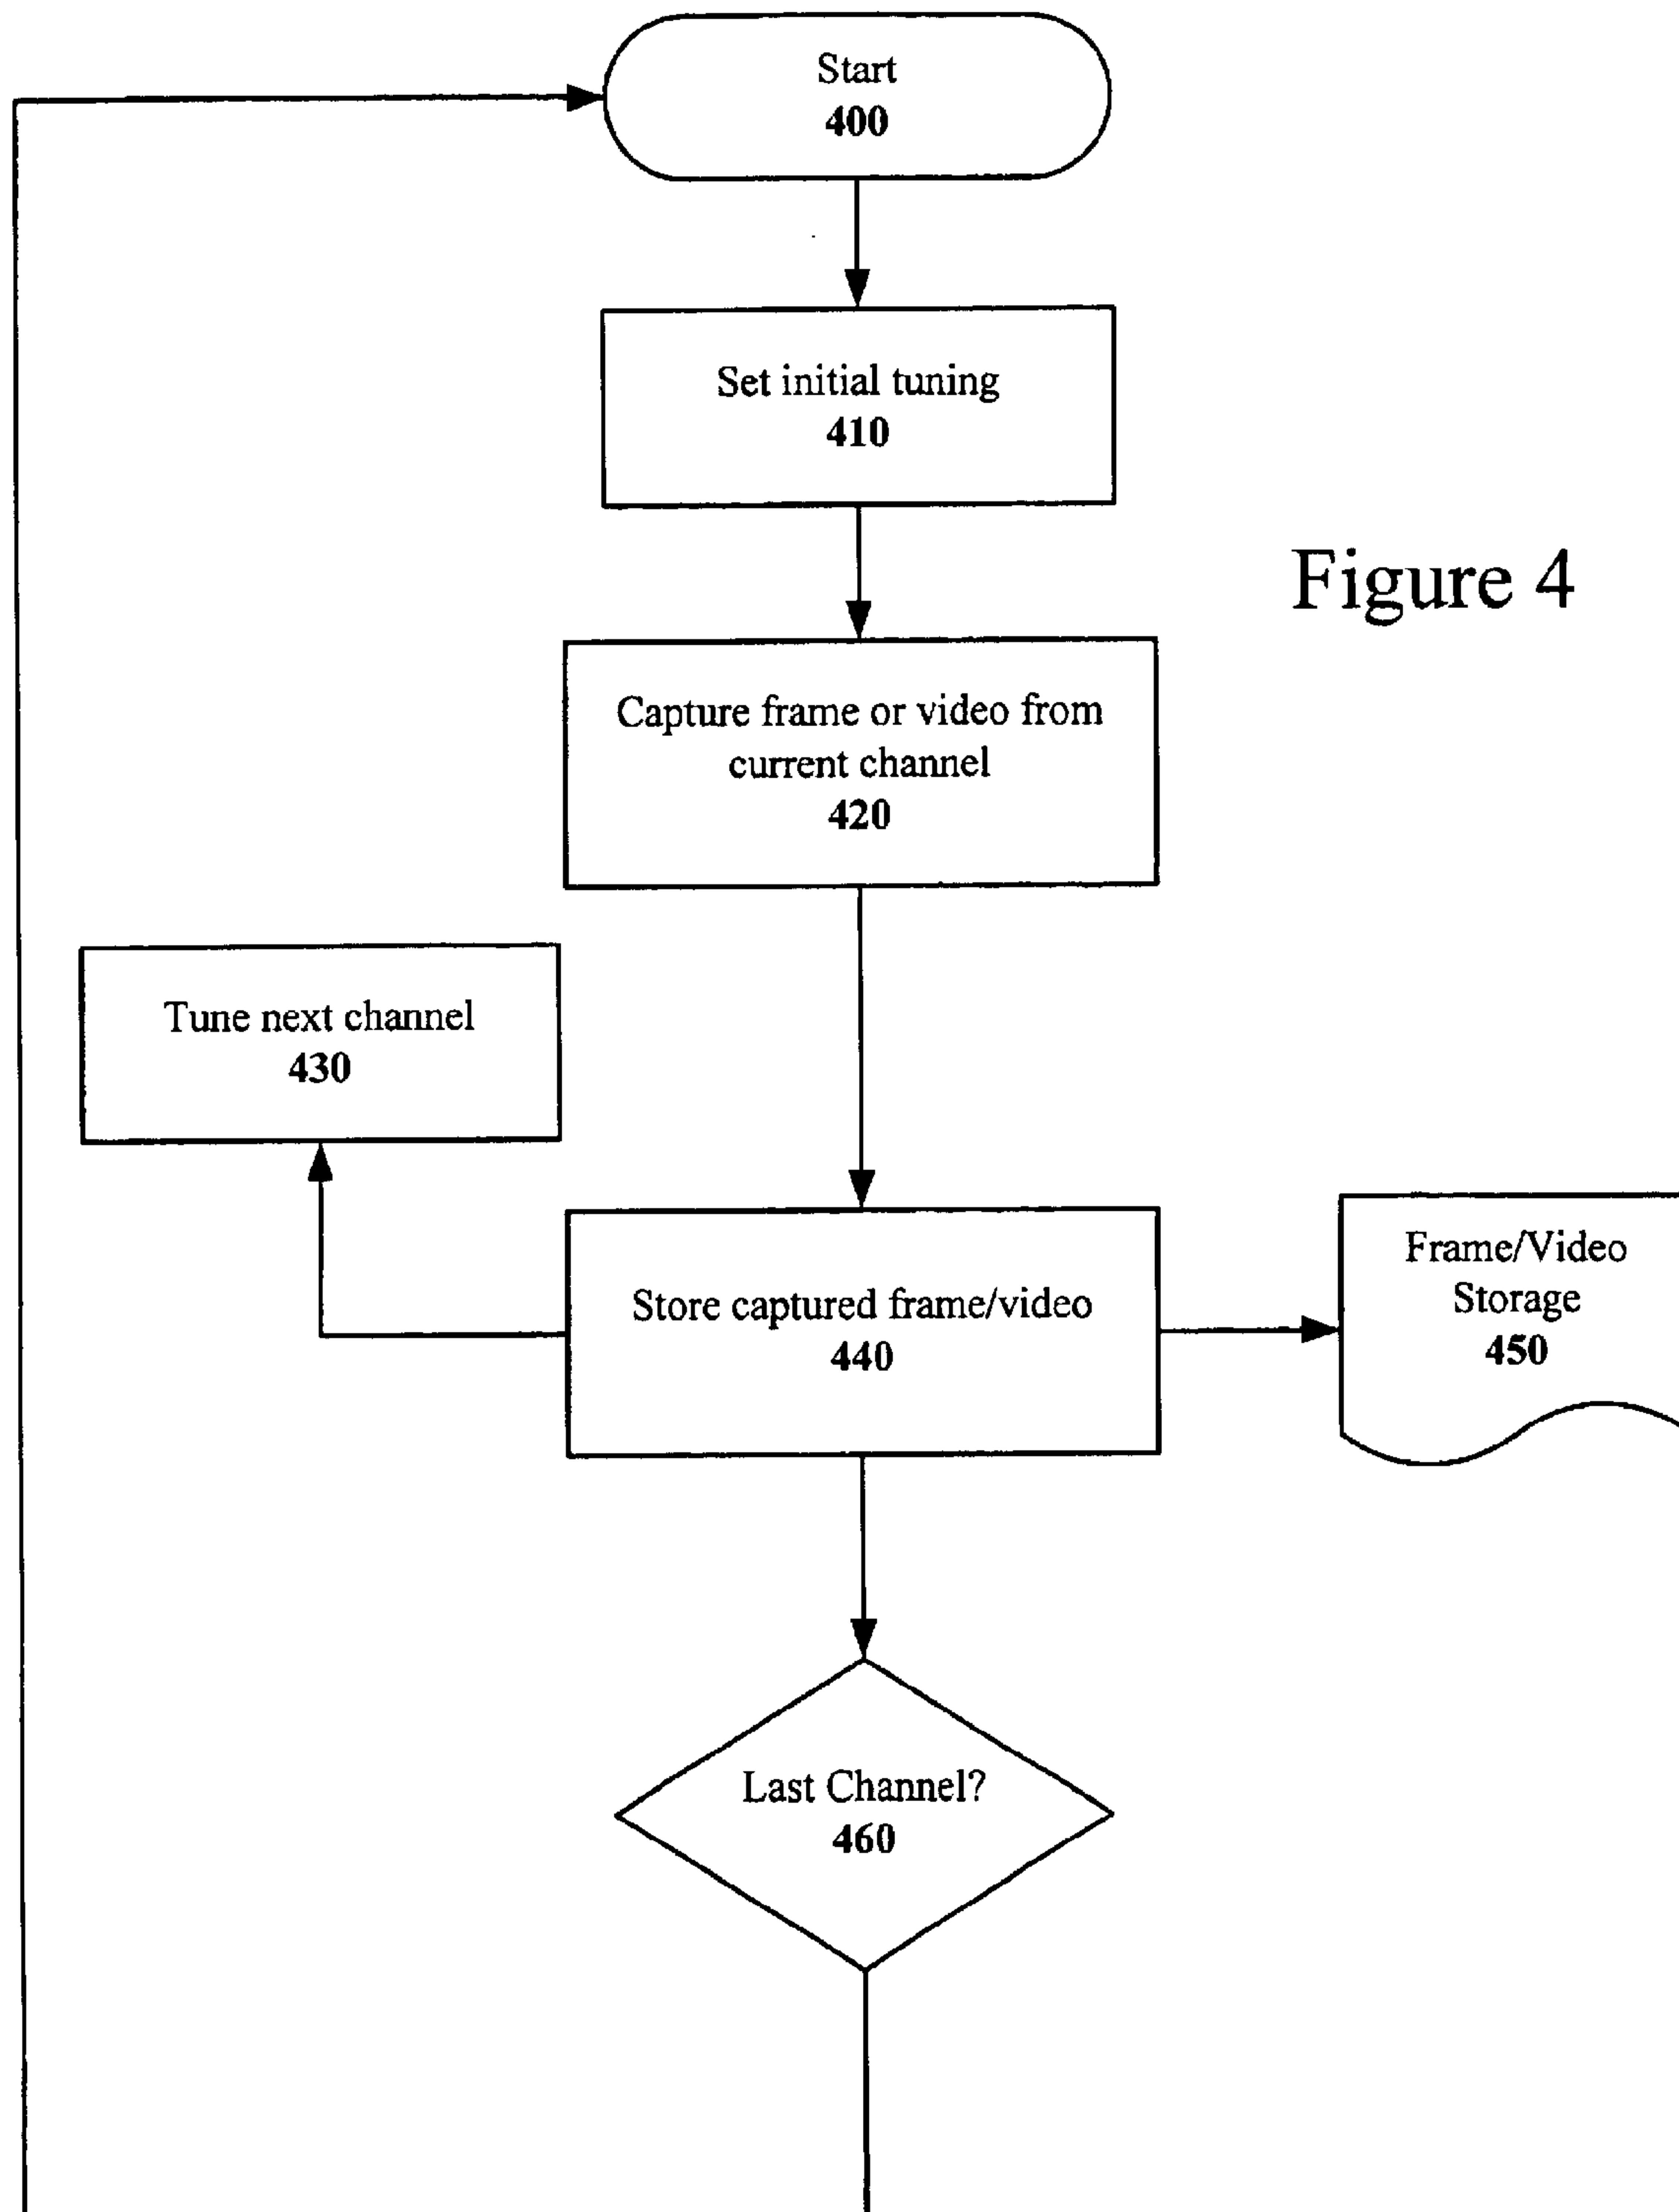 Start
400
Set initial tuning
410
Figure 4
Capture frame or video from
current channel
420
Tune next channel
430
Store captured frame/video
440
Frame/Video
Storage
450
Last Channel?
460